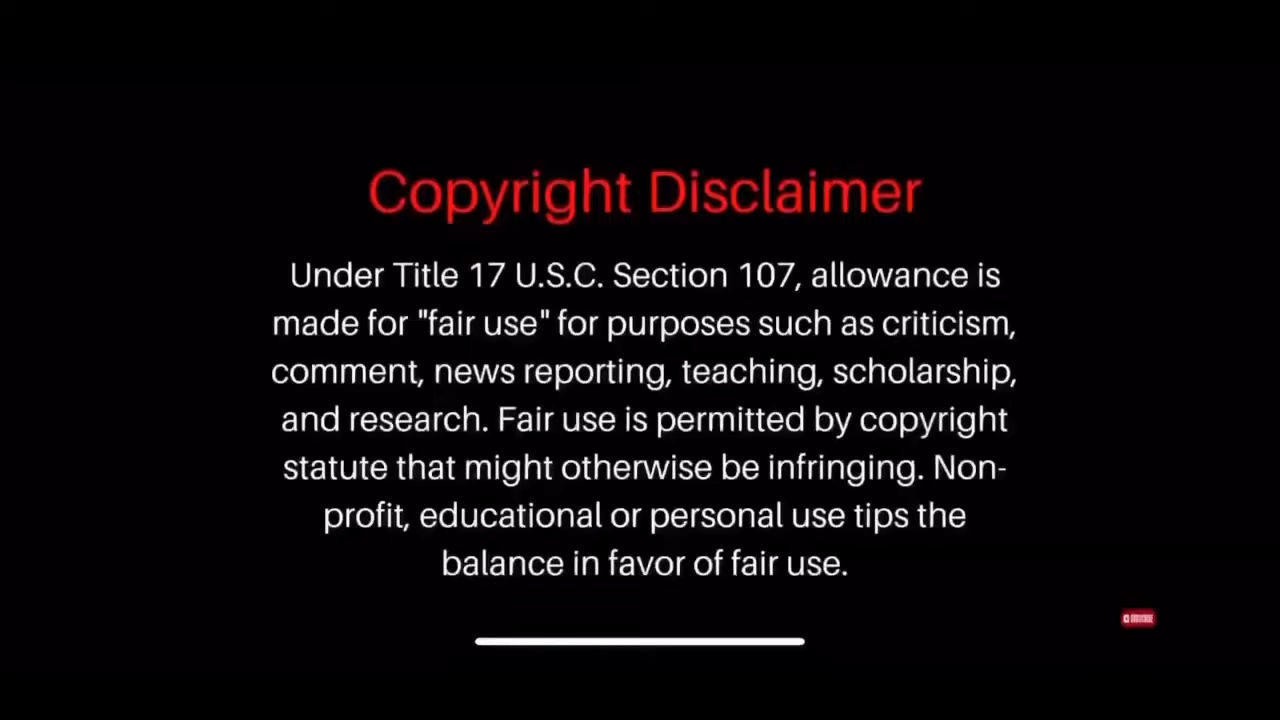 Copyright Disclaimer
Under Title 17 U.S.C. Section 107, allowance is
made for "fair use" for purposes such as criticism,
comment, news reporting, teaching, scholarship,
and research. Fair use is permitted by copyright
statute that might otherwise be infringing. Non-
profit, educational or personal use tips the
balance in favor of fair use.